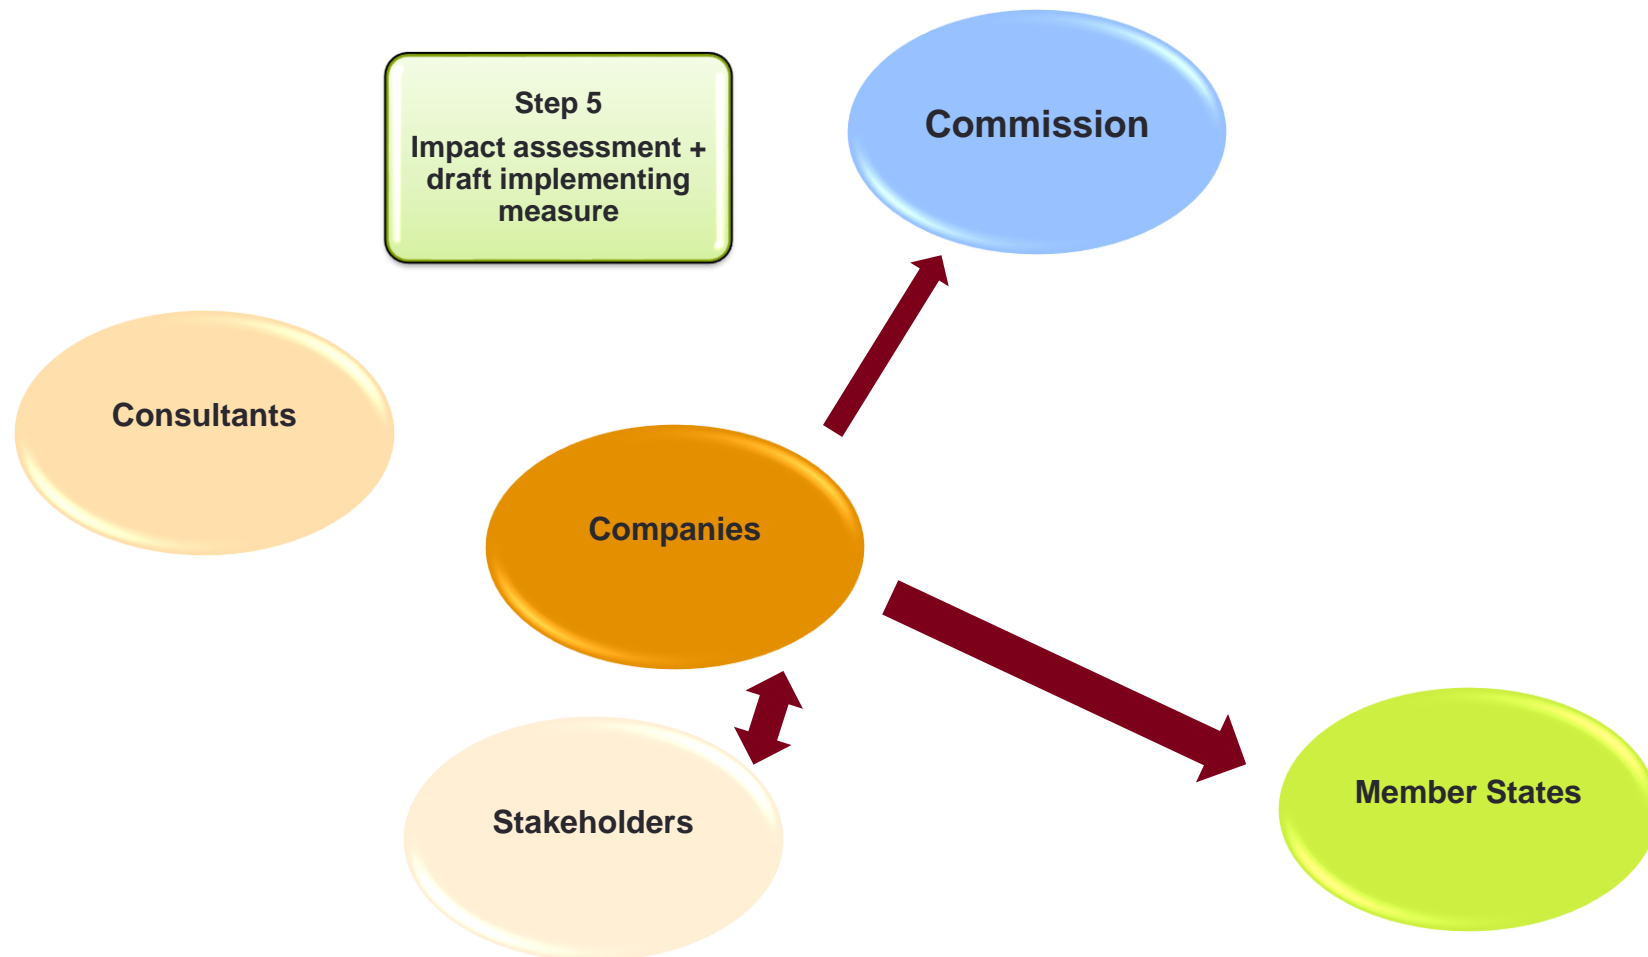 Step 5
Impact assessment +
draft implementing
measure
Commission
Consultants
Companies
Member States
Stakeholders